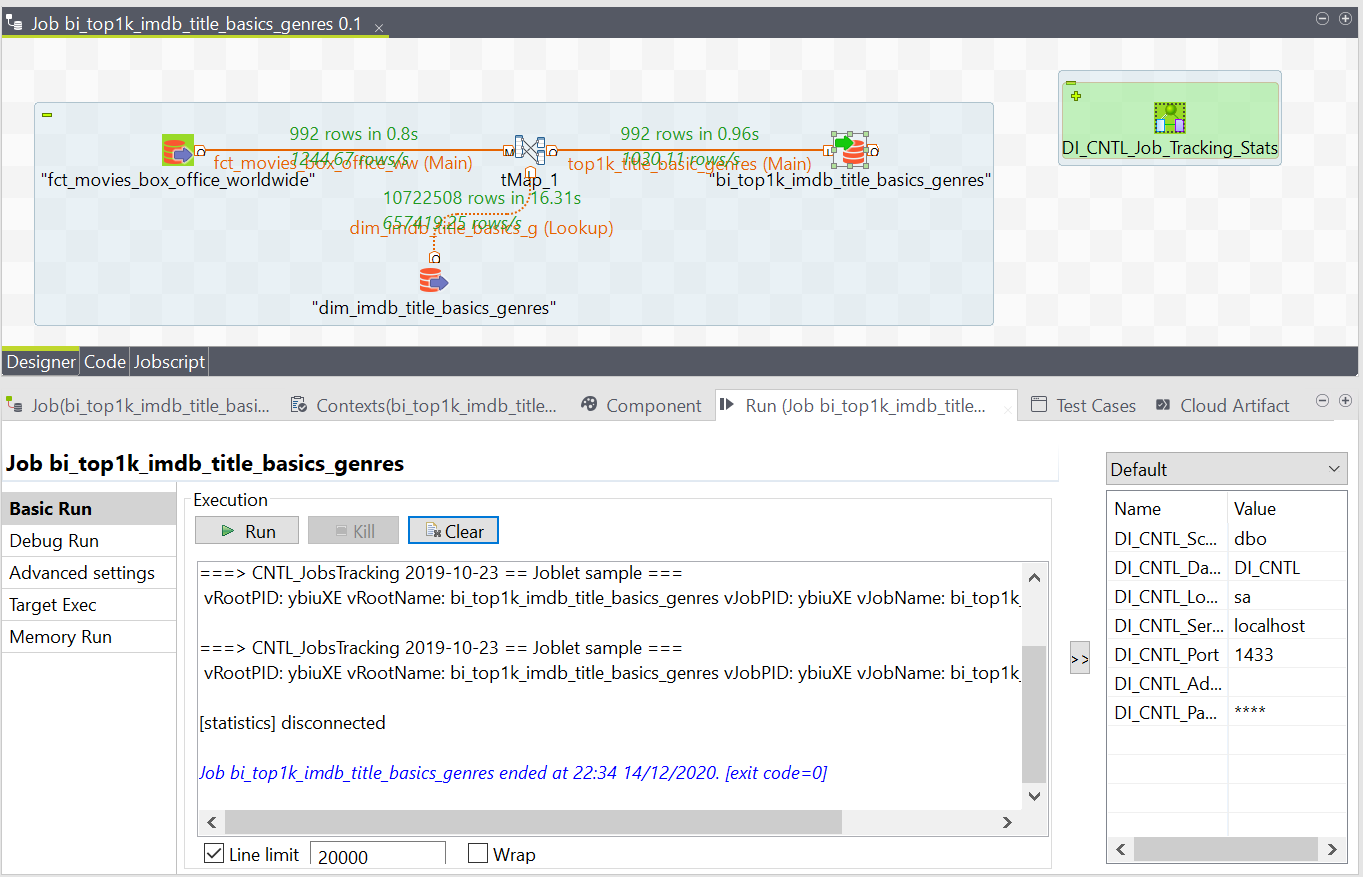 Job bi_top1k_imdb_title_basics_genres 0.1
992 rows in 0.8s
1244.67 rows/s
fct_movies_box_office_ww (Main)
"fct_movies_box_office_worldwide"
tMap_1
992 rows in 0.96s
1030.11 rows/s
top1k_title_basic_genres (Main)
"bi_top1k_imdb_title_basics_genres"
10722508 rows in 16.31s
657419.25 rows/s
dim_imdb_title_basics_g (Lookup)
"dim_imdb_title_basics_genres"
DI_CNTL_Job_Tracking_Stats
Designer Code Jobscript
Job(bi_top1k_imdb_title_basi... Contexts(bi_top1k_imdb_title... Component Run (Job bi_top1k_imdb_title... Test Cases Cloud Artifact
Job bi_top1k_imdb_title_basics_genres
Basic Run
Debug Run
Advanced settings
Target Exec
Memory Run
Execution
Run Kill Clear
===> CNTL_JobsTracking 2019-10-23 == Joblet sample ===
vRootPID: ybiuXE vRootName: bi_top1k_imdb_title_basics_genres vJobPID: ybiuXE vJobName: bi_top1k_
===> CNTL_JobsTracking 2019-10-23 == Joblet sample ===
vRootPID: ybiuXE vRootName: bi_top1k_imdb_title_basics_genres vJobPID: ybiuXE vJobName: bi_top1k_
[statistics] disconnected
Job bi_top1k_imdb_title_basics_genres ended at 22:34 14/12/2020. [exit code=0]
Line limit 20000 Wrap
>>
Default
Name Value
DI_CNTL_Sc... dbo
DI_CNTL_Da... DI_CNTL
DI_CNTL_Lo... sa
DI_CNTL_Ser... localhost
DI_CNTL_Port 1433
DI_CNTL_Ad...
DI_CNTL_Pa... ****